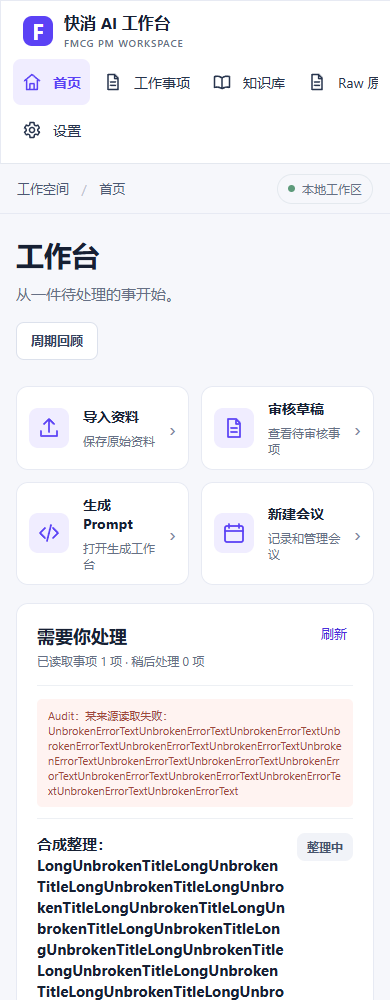 F
快消 AI 工作台
FMCG PM WORKSPACE
首页
工作事项
知识库
Raw 原
设置
工作空间 / 首页
本地工作区
工作台
从一件待处理的事开始。
周期回顾
导入资料
保存原始资料
审核草稿
查看待审核事
项
生成
Prompt
打开生成工作
台
新建会议
记录和管理会
议
需要你处理
刷新
已读取事项 1 项 · 稍后处理 0 项
Audit：某来源读取失败：
UnbrokenErrorTextUnbrokenErrorTextUnbrokenErrorTextUnb
rokenErrorTextUnbrokenErrorTextUnbrokenErrorTextUnbroke
nErrorTextUnbrokenErrorTextUnbrokenErrorTextUnbrokenErr
orTextUnbrokenErrorTextUnbrokenErrorTextUnbrokenErrorTe
xtUnbrokenErrorTextUnbrokenErrorText
合成整理：
LongUnbrokenTitleLongUnbroken
TitleLongUnbrokenTitleLongUnbro
kenTitleLongUnbrokenTitleLongUn
brokenTitleLongUnbrokenTitleLon
gUnbrokenTitleLongUnbrokenTitle
LongUnbrokenTitleLongUnbroken
TitleLongUnbrokenTitleLongUnbro
整理中